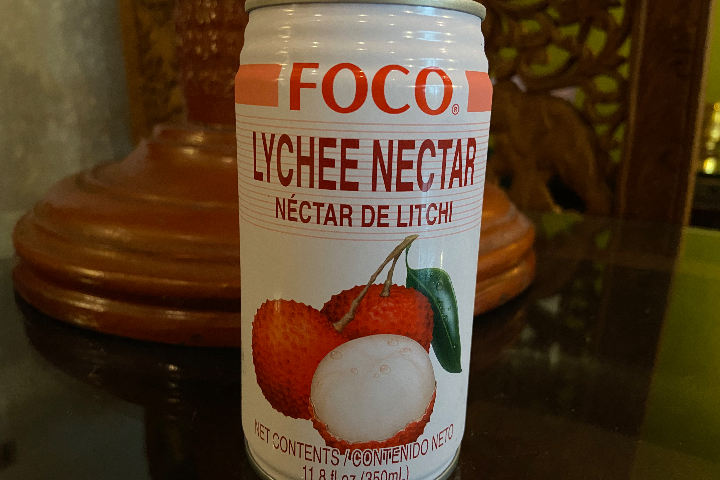 FOCO®
LYCHEE NECTAR
NÉCTAR DE LITCHI
NET CONTENTS / CONTENIDO NETO
11.8 fl oz (350mL)